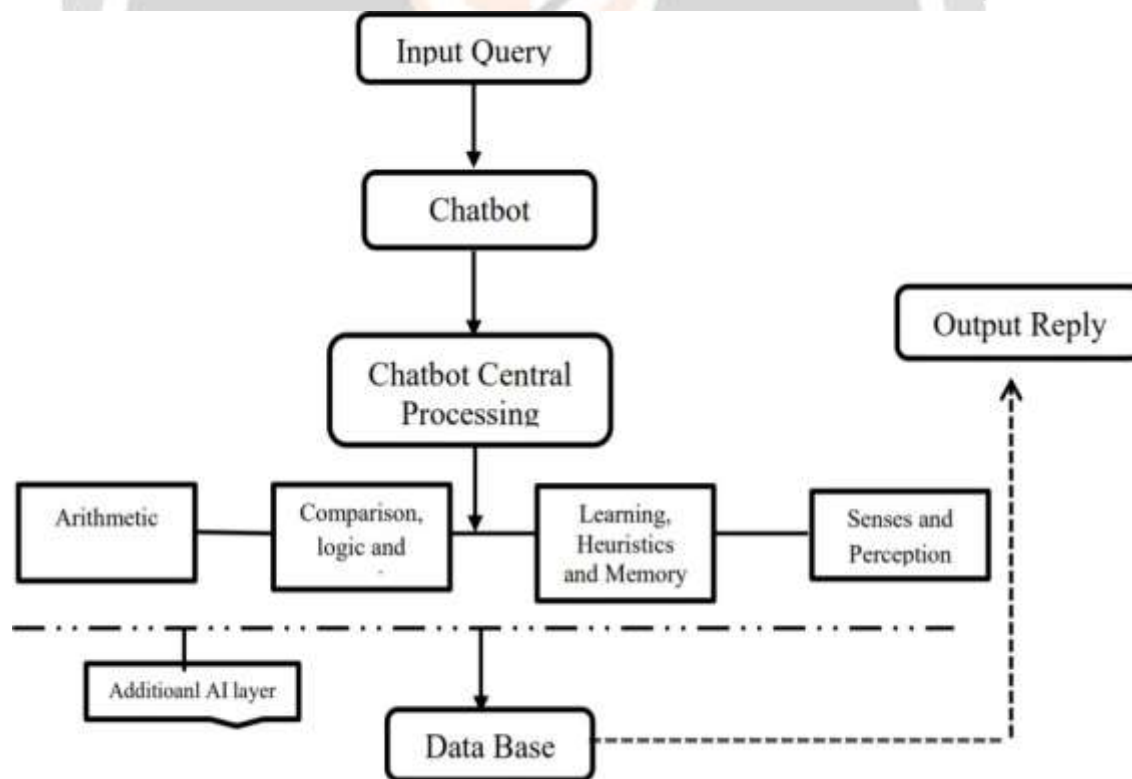 Input Query
Chatbot
Output Reply
Chatbot Central
Processing
Arithmetic
Comparison,
logic and
Learning,
Heuristics
and Memory
Senses and
Perception
Additioanl AI layer
Data Base